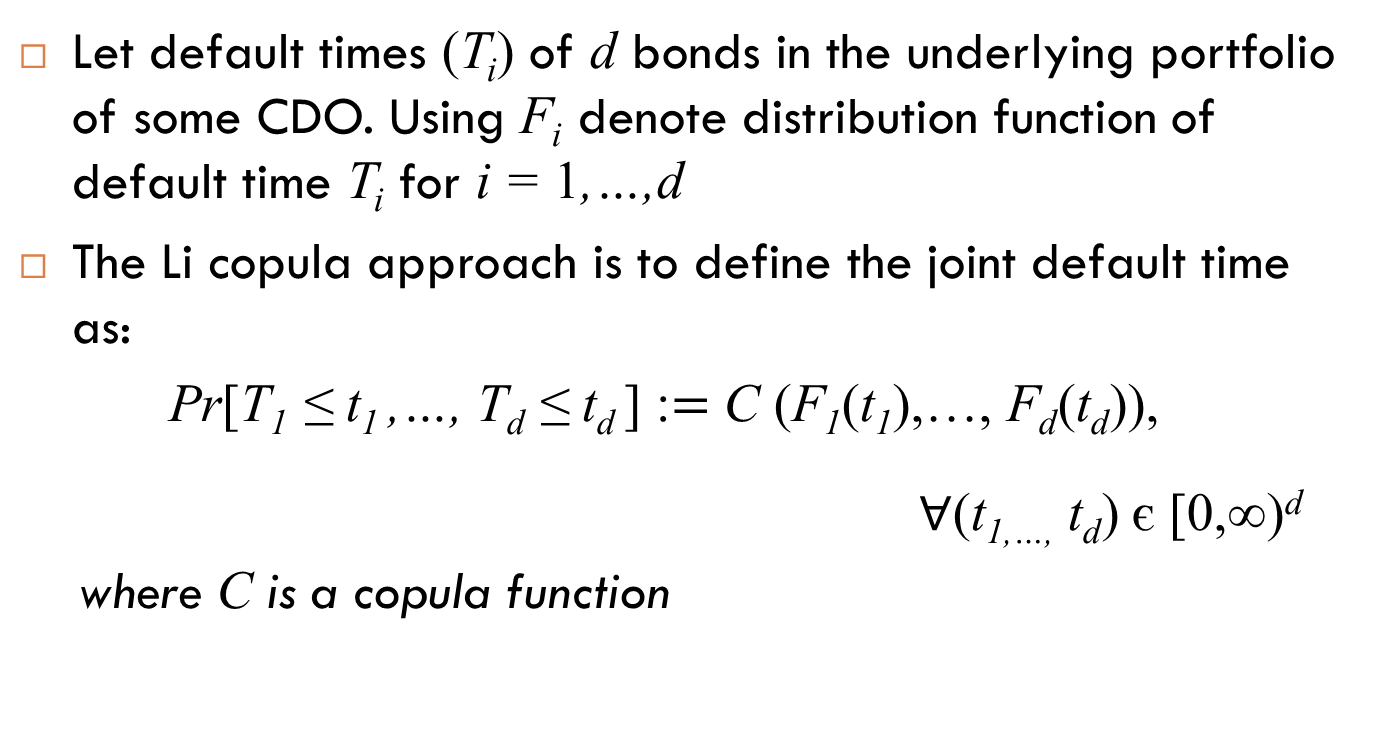 □ Let default times (Tᵢ) of d bonds in the underlying portfolio
of some CDO. Using Fᵢ denote distribution function of
default time Tᵢ for i = 1,...,d
□ The Li copula approach is to define the joint default time
as:
Pr[T₁ ≤ t₁,..., T_d ≤ t_d] := C (F₁(t₁),…, F_d(t_d)),
∀(t₁,..., t_d) ϵ [0,∞)ᵈ
where C is a copula function